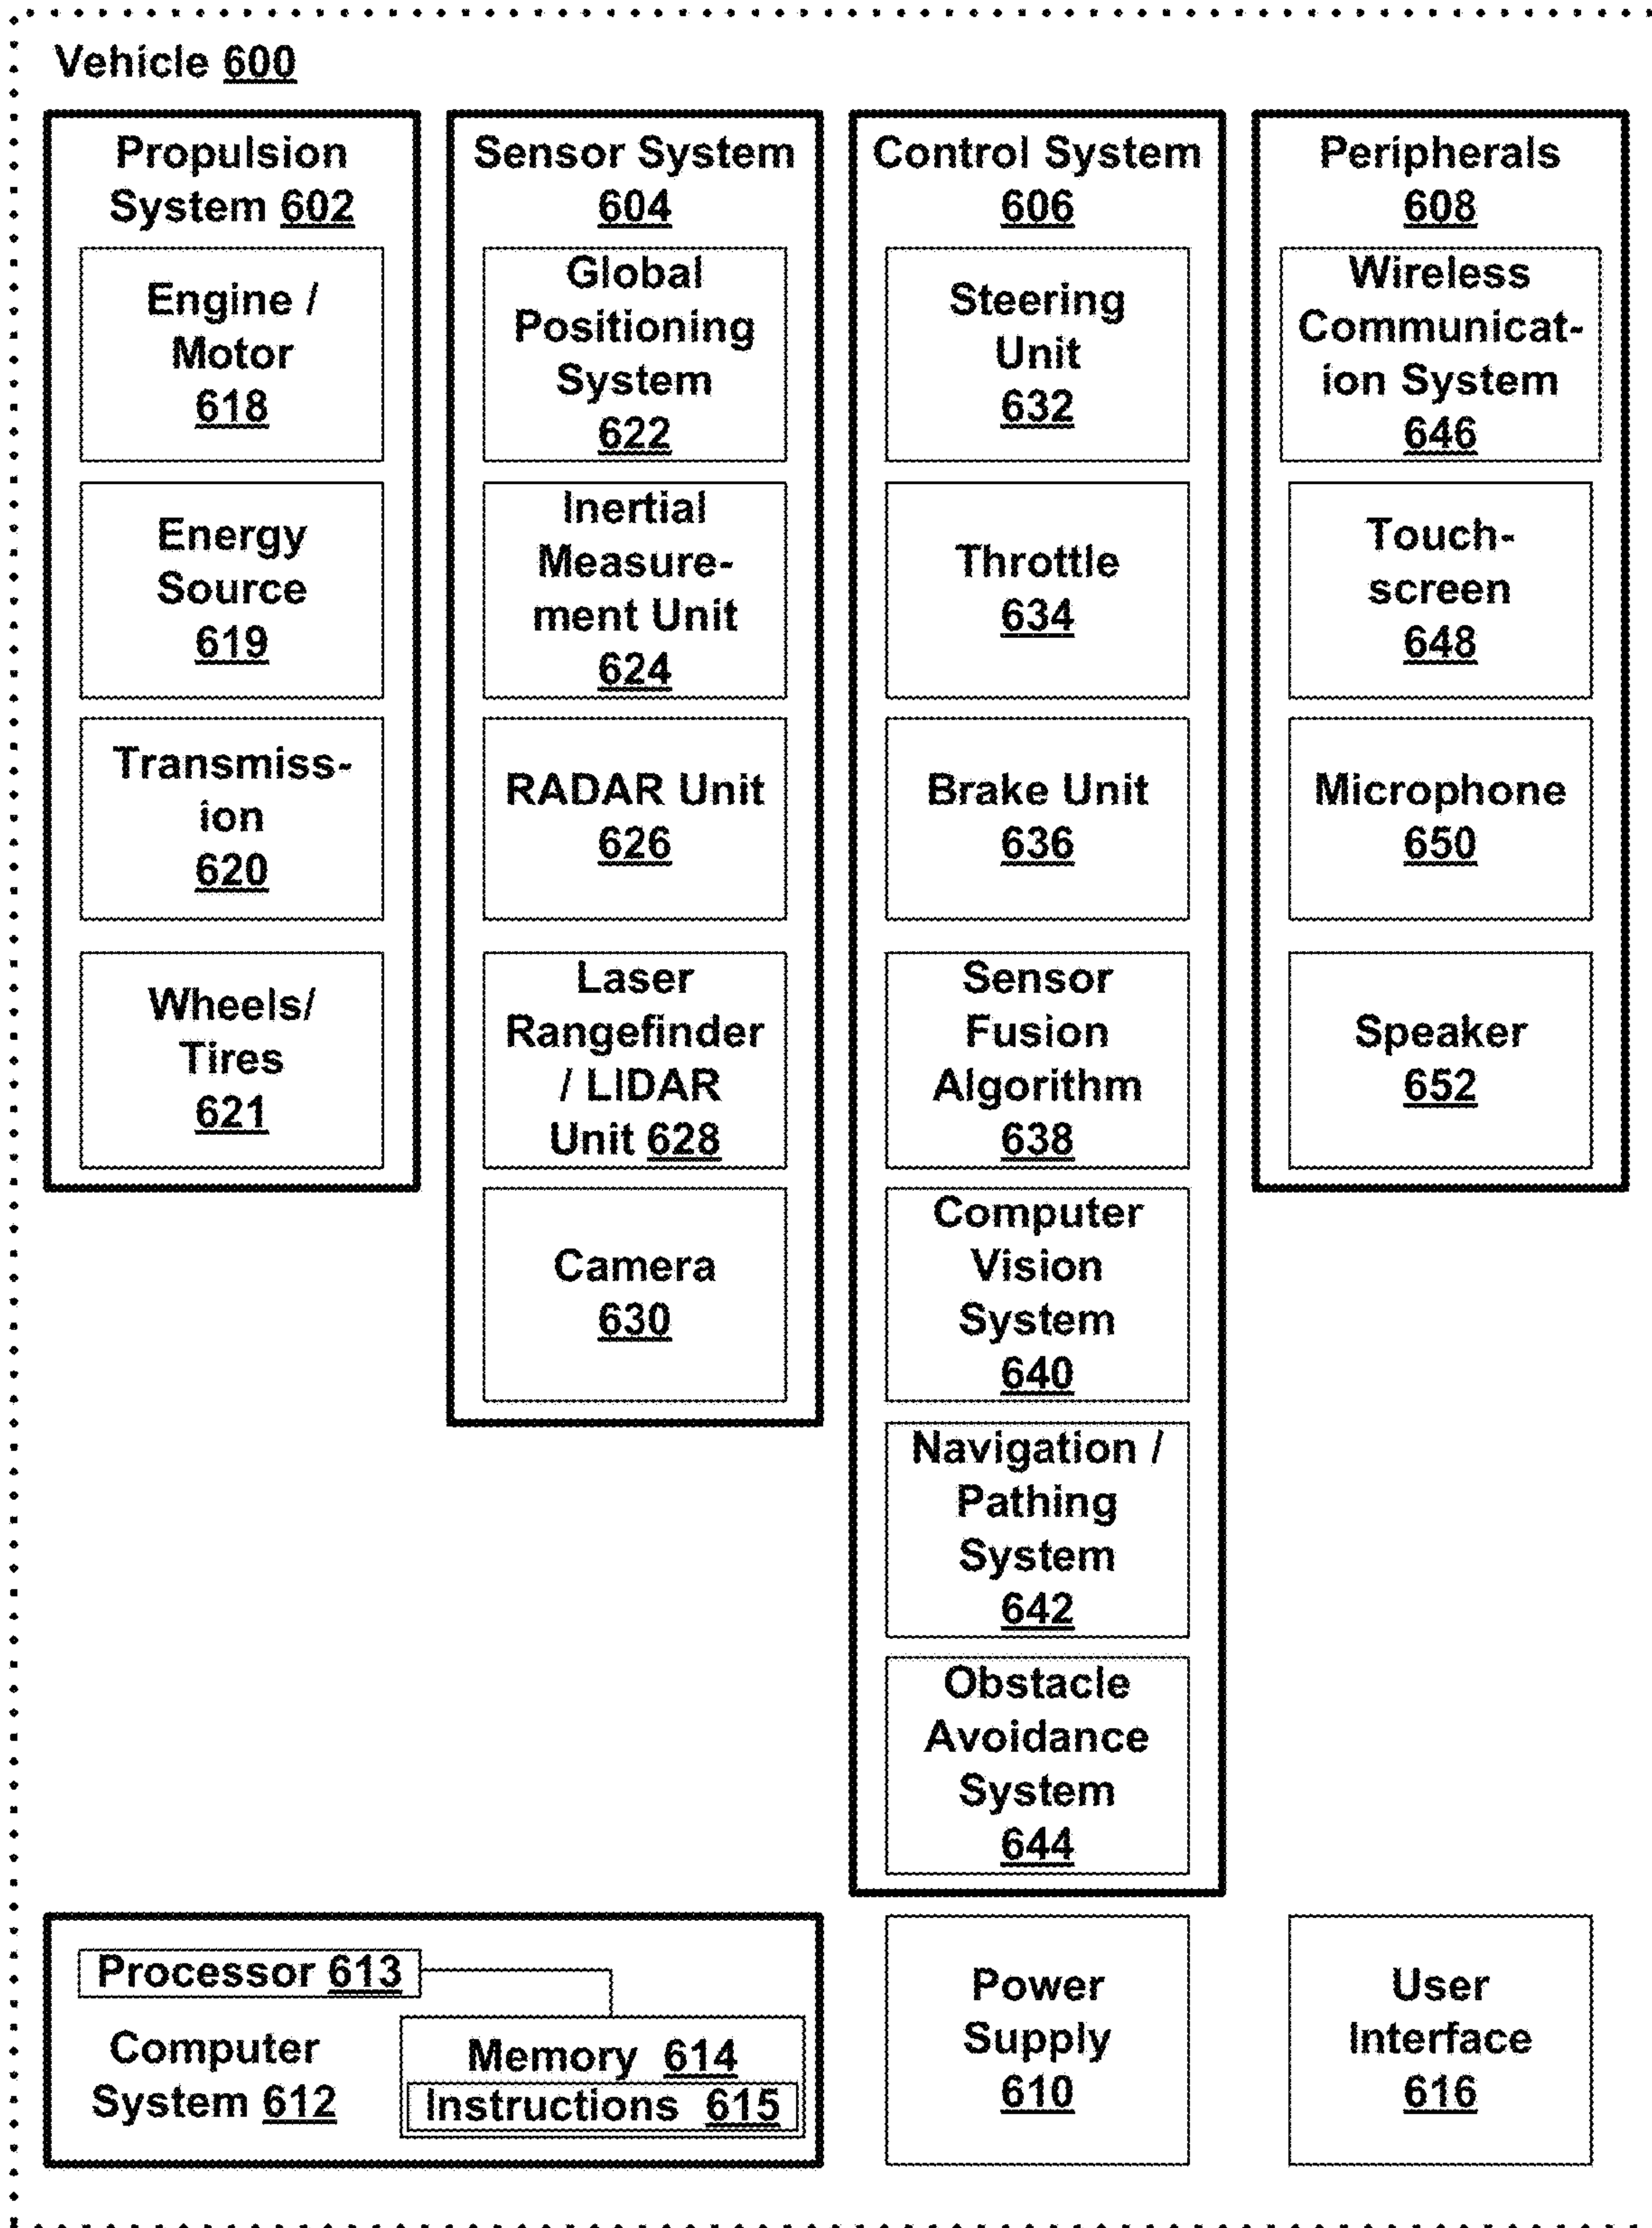 Vehicle 600
Propulsion
System 602
Engine /
Motor
618
Energy
Source
619
Transmiss-
ion
620
Wheels/
Tires
621
Sensor System
604
Global
Positioning
System
622
Inertial
Measure-
ment Unit
624
RADAR Unit
626
Laser
Rangefinder
/ LIDAR
Unit 628
Camera
630
Control System
606
Steering
Unit
632
Throttle
634
Brake Unit
636
Sensor
Fusion
Algorithm
638
Computer
Vision
System
640
Navigation /
Pathing
System
642
Obstacle
Avoidance
System
644
Peripherals
608
Wireless
Communicat-
ion System
646
Touch-
screen
648
Microphone
650
Speaker
652
Processor 613
Computer
System 612
Memory 614
Instructions 615
Power
Supply
610
User
Interface
616